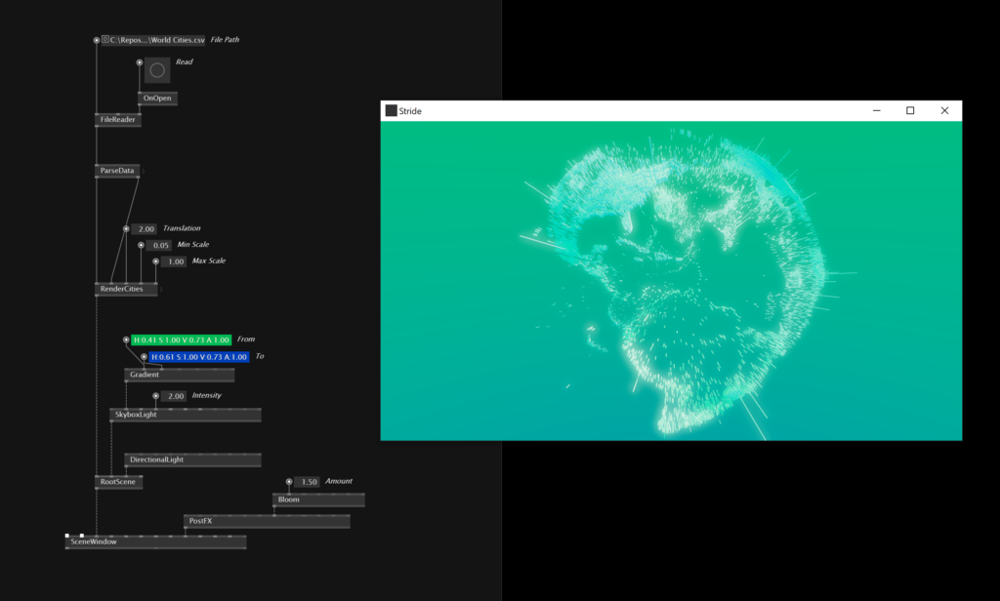 C:\Repos...\World Cities.csv File Path
Read
OnOpen
FileReader
Stride
ParseData
2.00 Translation
0.05 Min Scale
1.00 Max Scale
RenderCities
H:0.41 S:1.00 V:0.73 A:1.00 From
H:0.61 S:1.00 V:0.73 A:1.00 To
Gradient
2.00 Intensity
SkyboxLight
DirectionalLight
RootScene
1.50 Amount
Bloom
PostFX
SceneWindow